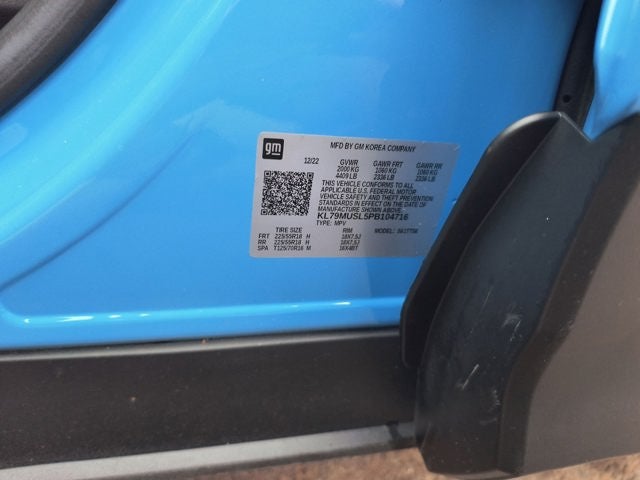 gm
MFD BY GM KOREA COMPANY
12/22 GVWR GAWR FRT GAWR RR
2000 KG 1060 KG 1060 KG
4409 LB 2336 LB 2336 LB
THIS VEHICLE CONFORMS TO ALL
APPLICABLE U.S. FEDERAL MOTOR
VEHICLE SAFETY AND THEFT PREVENTION
STANDARDS IN EFFECT ON THE DATE OF
MANUFACTURE SHOWN ABOVE.
KL79MUSL5PB104716
TYPE: MPV
TIRE SIZE RIM MODEL:
FRT 225/55R18 H 18X7.5J
RR 225/55R18 H 18X7.5J
SPA T125/70R16 M 16X4BT